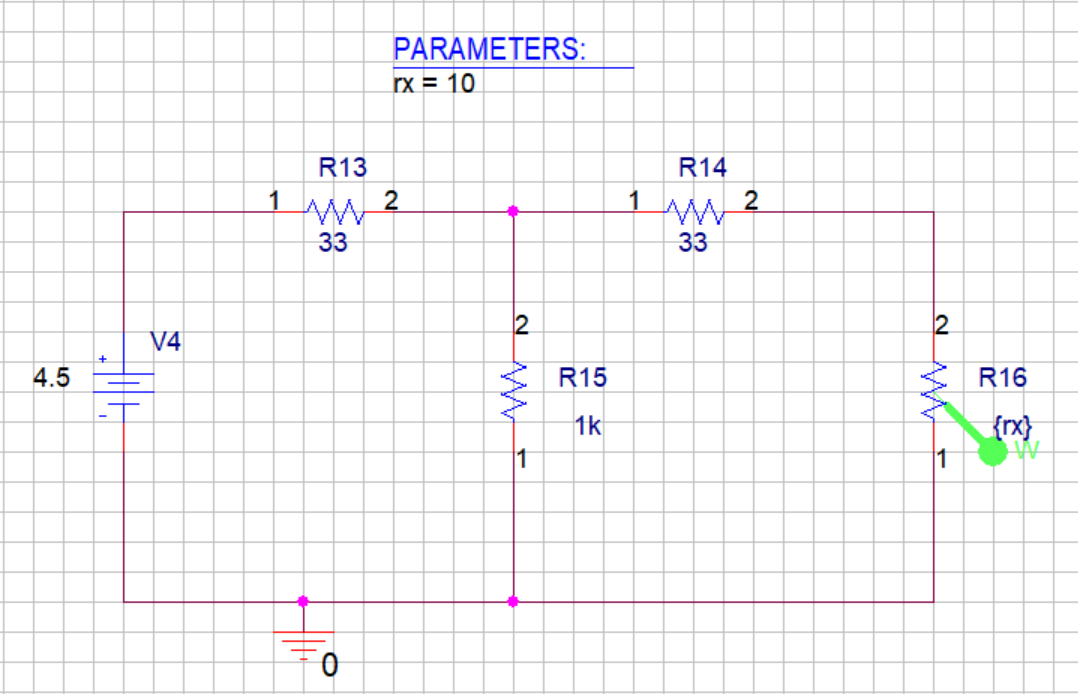 PARAMETERS:
rx = 10
R13
R14
1
2
1
2
33
33
2
2
V4
+
4.5
R15
R16
-
1k
{rx}
W
1
1
0